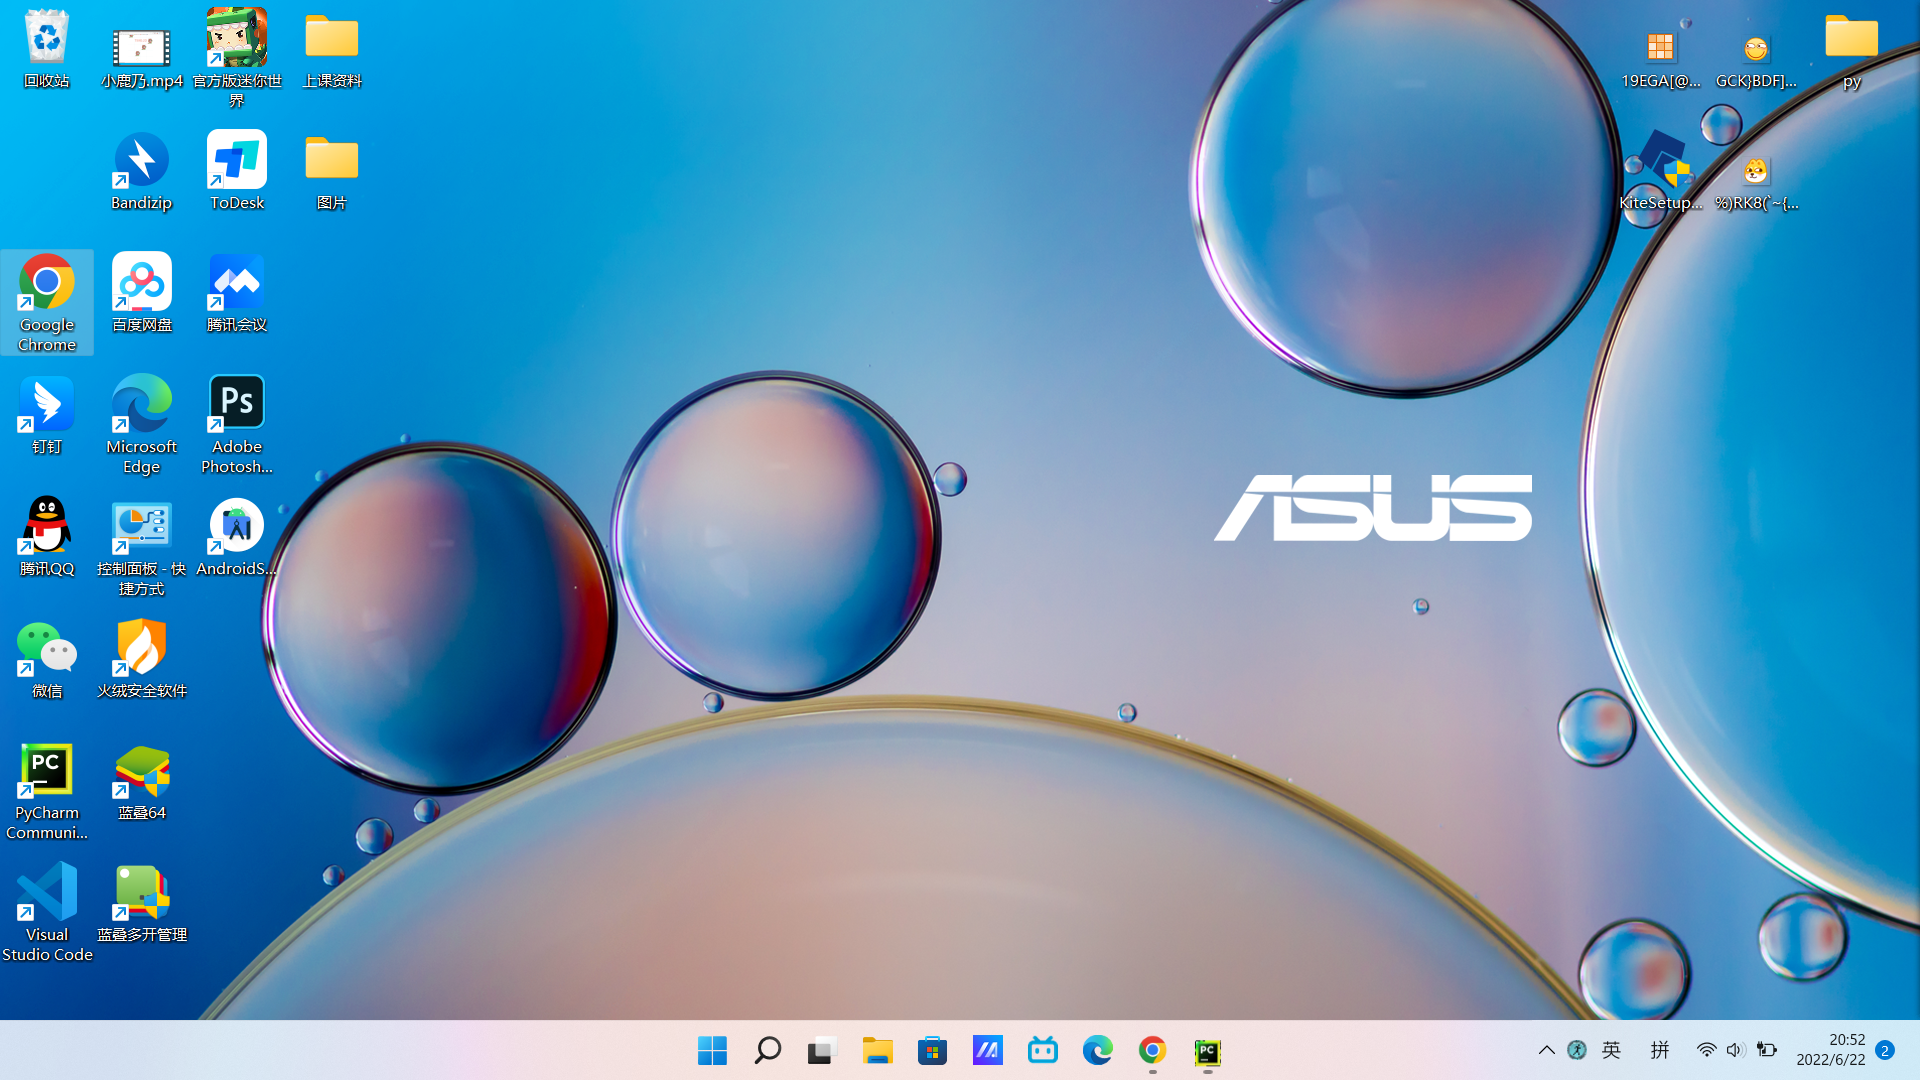 回收站
小鹿乃.mp4
官方版迷你世
界
上课资料
19EGA[@...
GCK}BDF]...
py
Bandizip
ToDesk
图片
KiteSetup...
%)RK8(`~{...
Google
Chrome
百度网盘
腾讯会议
钉钉
Microsoft
Edge
Ps
Adobe
Photosh...
ASUS
腾讯QQ
控制面板 - 快
捷方式
AndroidS...
微信
火绒安全软件
PC
PyCharm
Communi...
蓝叠64
Visual
Studio Code
蓝叠多开管理
PC
英
拼
20:52
2022/6/22
2